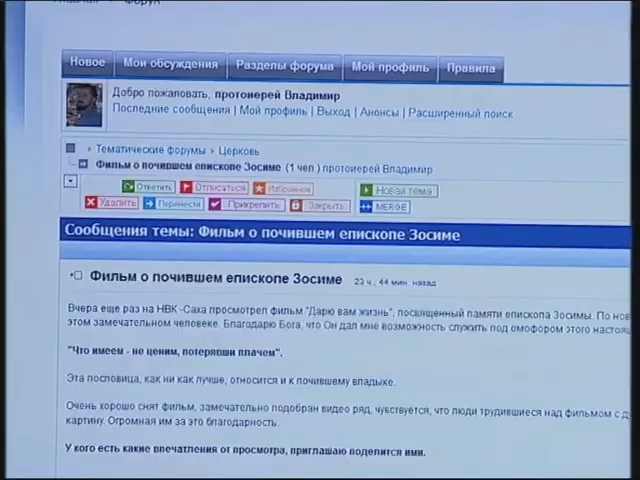 Форум
Новое Мои обсуждения Разделы форума Мой профиль Правила
Добро пожаловать, протоиерей Владимир
Последние сообщения | Мой профиль | Выход | Анонсы | Расширенный поиск
Тематические форумы Церковь
Фильм о почившем епископе Зосиме (1 чел) протоиерей Владимир
Ответить Отписаться Избранное Новая тема
Удалить Перенести Прикрепить Закрыть MERGE
Сообщения темы: Фильм о почившем епископе Зосиме
Фильм о почившем епископе Зосиме 23 ч., 44 мин. назад
Вчера еще раз на НВК-Саха просмотрел фильм "Дарю вам жизнь", посвященный памяти епископа Зосимы. По
этом замечательном человеке. Благодарю Бога, что Он дал мне возможность служить под омофором этого
"Что имеем - не ценим, потерявши плачем".
Эта пословица, как ни как лучше, относится и к почившему владыке.
Очень хорошо снят фильм, замечательно подобран видео ряд, чувствуется, что люди трудившиеся над фильмом с
картину. Огромная им за это благодарность.
У кого есть какие впечатления от просмотра, приглашаю поделится ими.